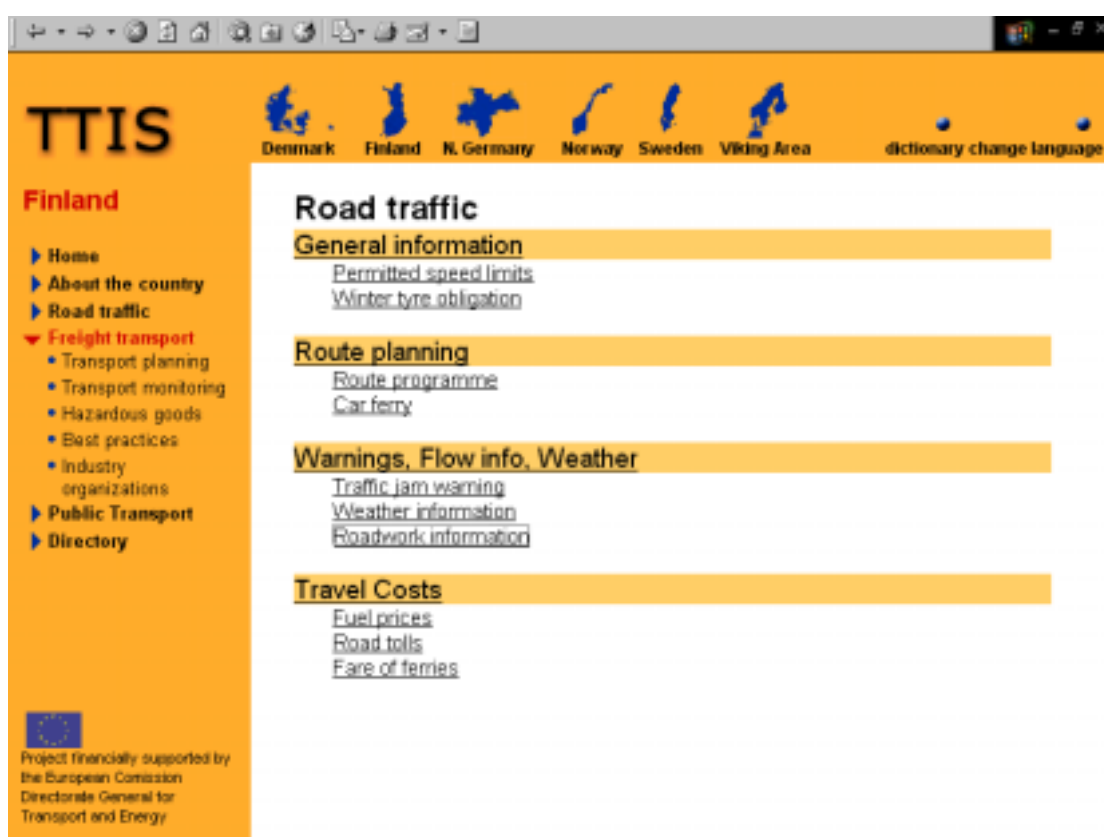 TTIS
Denmark Finland N. Germany Norway Sweden Viking Area dictionary change language
Finland
Home
About the country
Road traffic
Freight transport
Transport planning
Transport monitoring
Hazardous goods
Best practices
Industry
organizations
Public Transport
Directory
Project financially supported by
the European Comission
Directorate General for
Transport and Energy
Road traffic
General information
Permitted speed limits
Winter tyre obligation
Route planning
Route programme
Car ferry
Warnings, Flow info, Weather
Traffic jam warning
Weather information
Roadwork information
Travel Costs
Fuel prices
Road tolls
Fare of ferries